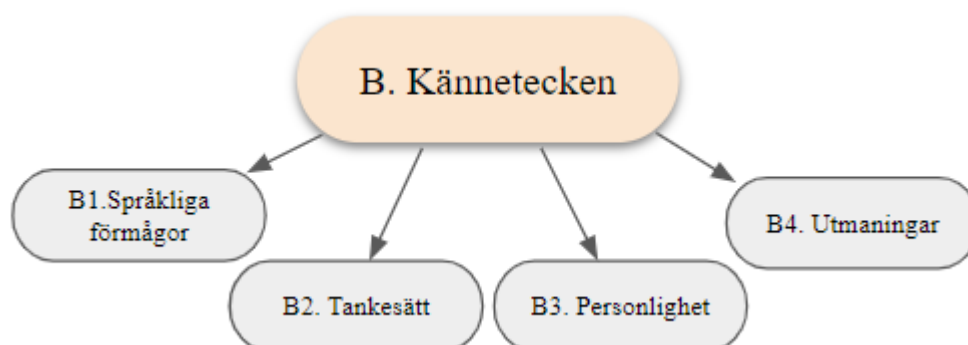 B. Kännetecken
B1.Språkliga
förmågor
B2. Tankesätt
B3. Personlighet
B4. Utmaningar